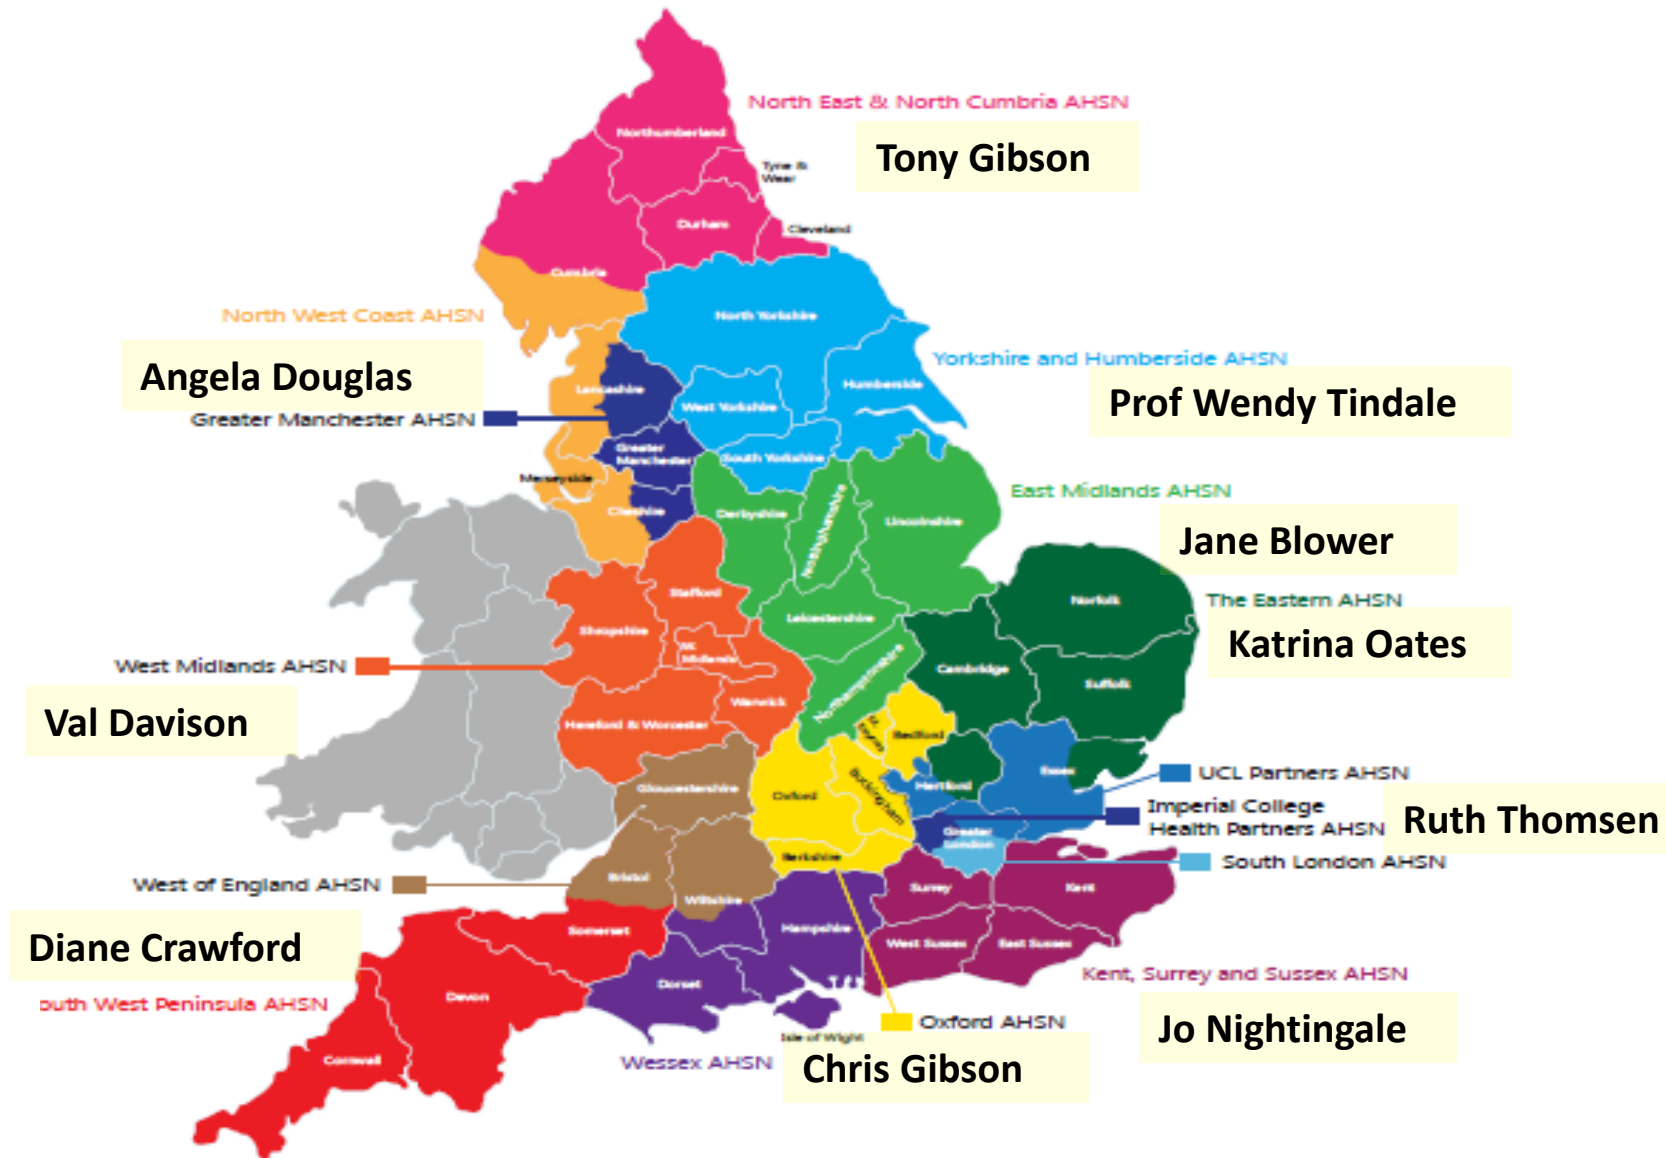 North East & North Cumbria AHSN
Northumberland
Tony Gibson
Tyne &
Wear
Durham
Cleveland
Cumbria
North West Coast AHSN
North Yorkshire
Yorkshire and Humberside AHSN
Angela Douglas
Lancashire
Humberside
Prof Wendy Tindale
West Yorkshire
Greater Manchester AHSN
Greater
Manchester
South Yorkshire
Merseyside
East Midlands AHSN
Cheshire
Derbyshire
Nottinghamshire
Lincolnshire
Jane Blower
Stafford
Norfolk
The Eastern AHSN
Leicestershire
Shropshire
Katrina Oates
W.
Midlands
West Midlands AHSN
Cambridge
Suffolk
Northamptonshire
Warwick
Val Davison
Hereford & Worcester
M.
Keynes
Bedford
Essex
UCL Partners AHSN
Gloucestershire
Oxford
Buckingham
Hertford
Imperial College
Health Partners AHSN
Ruth Thomsen
Greater
London
Berkshire
South London AHSN
West of England AHSN
Bristol
Wiltshire
Surrey
Kent
Somerset
Hampshire
West Sussex
East Sussex
Diane Crawford
Kent, Surrey and Sussex AHSN
Dorset
Devon
outh West Peninsula AHSN
Oxford AHSN
Jo Nightingale
Isle of Wight
Cornwall
Wessex AHSN
Chris Gibson